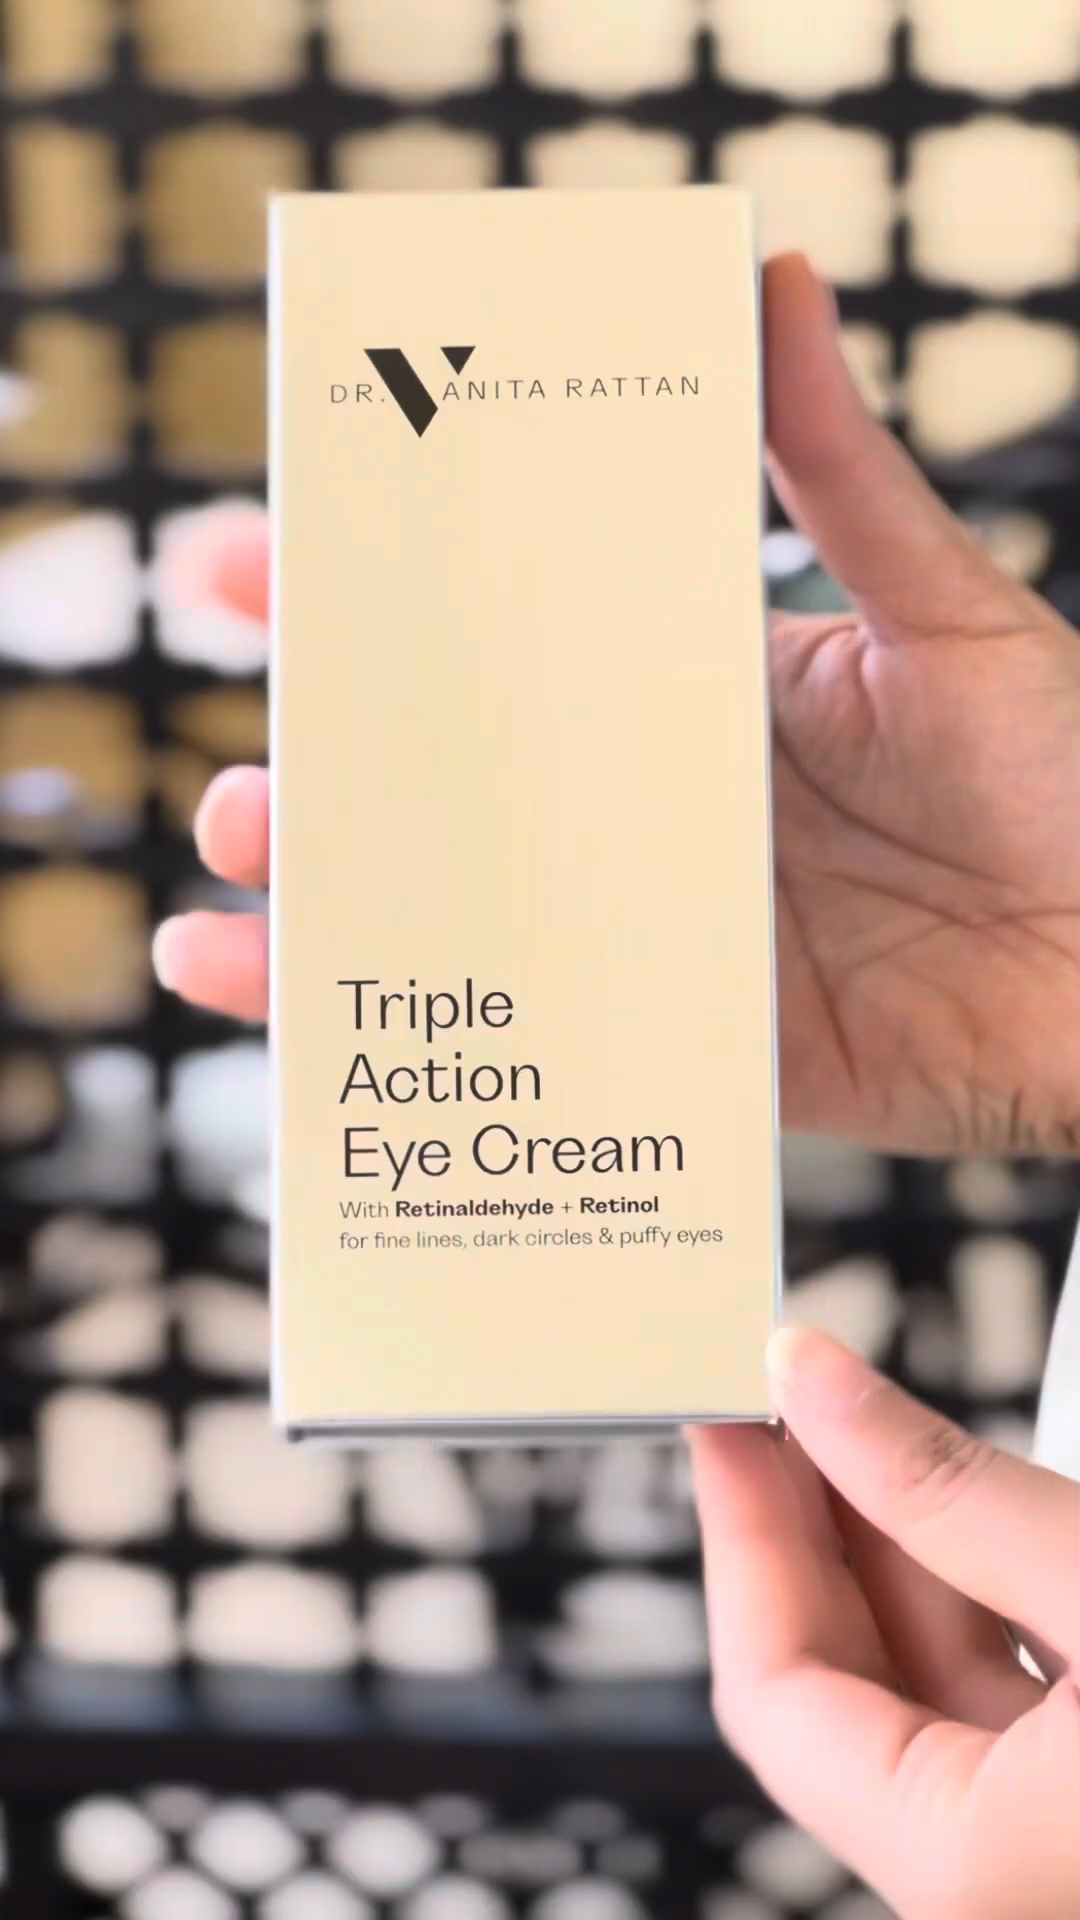 DR. VANITA RATTAN
Triple
Action
Eye Cream
With Retinaldehyde + Retinol
for fine lines, dark circles & puffy eyes